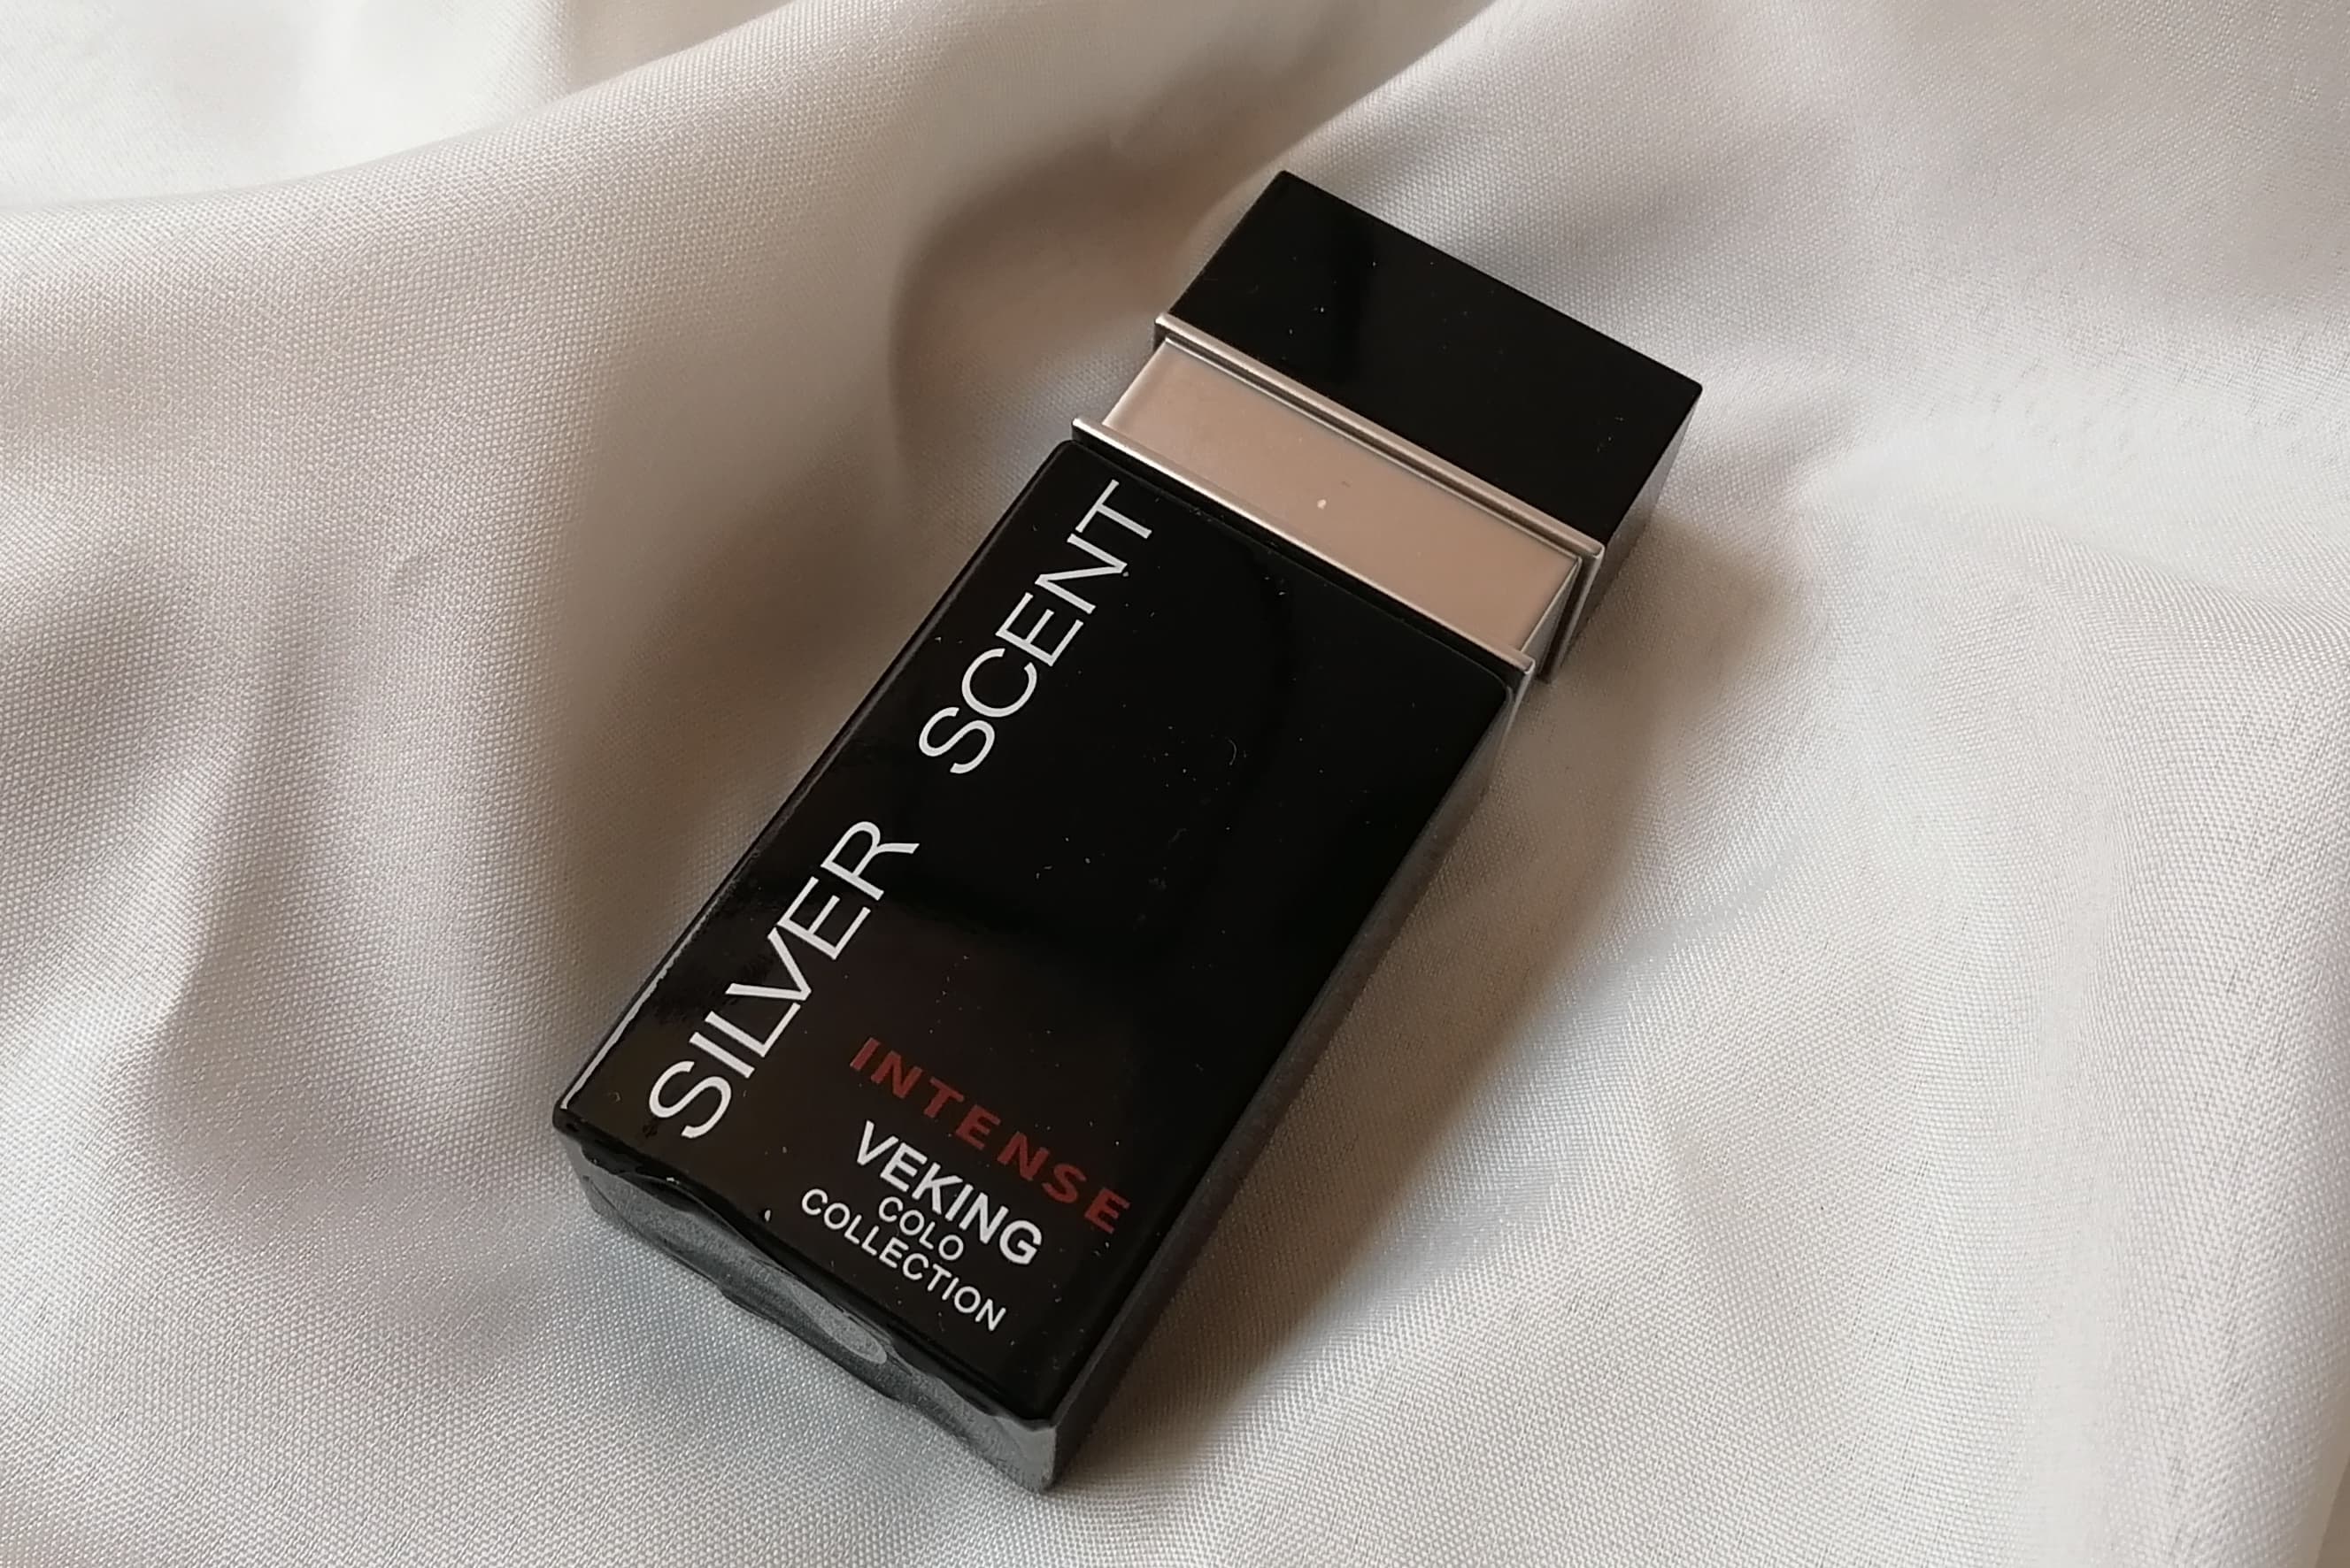 SILVER SCENT
INTENSE
VEKING
COLO
COLLECTION